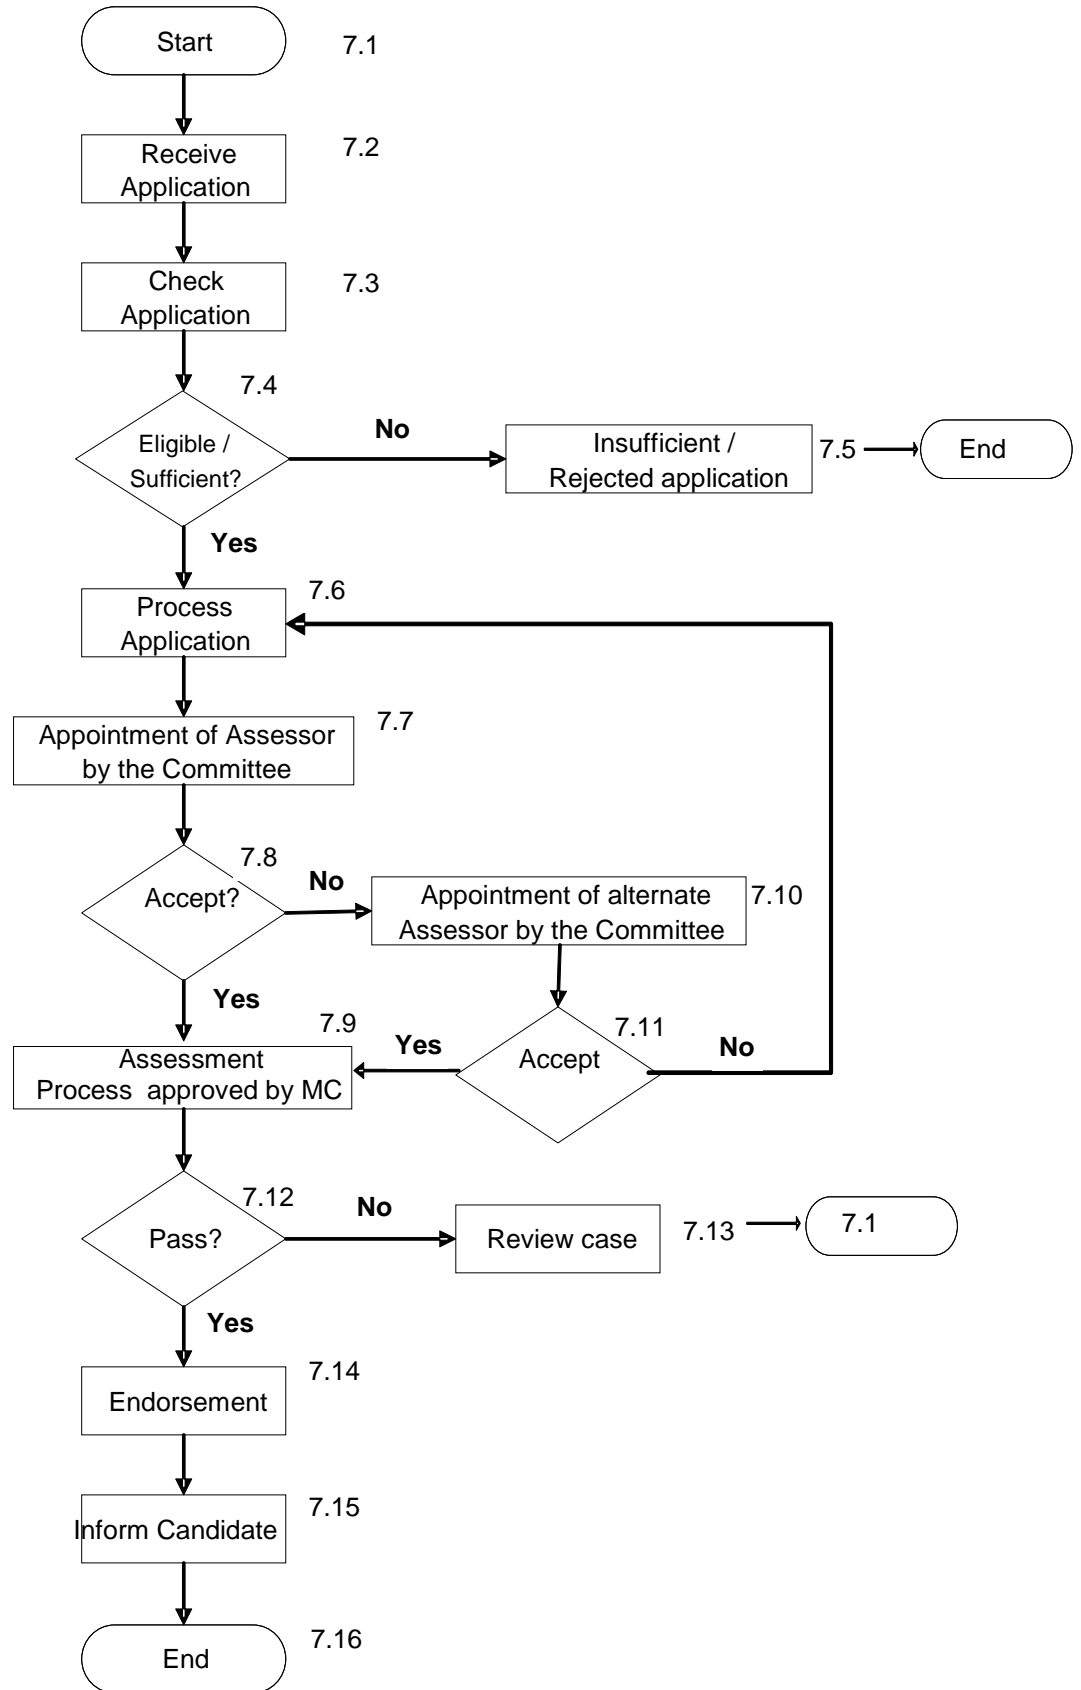 Start
7.1
Receive
Application
7.2
Check
Application
7.3
7.4
Eligible /
Sufficient?
No
Insufficient /
Rejected application
7.5
End
Yes
7.6
Process
Application
7.7
Appointment of Assessor
by the Committee
7.8
Accept?
No
Appointment of alternate
Assessor by the Committee
7.10
Yes
7.9
Assessment
Process approved by MC
Yes
7.11
Accept
No
7.12
Pass?
No
Review case
7.13
7.1
Yes
7.14
Endorsement
7.15
Inform Candidate
7.16
End